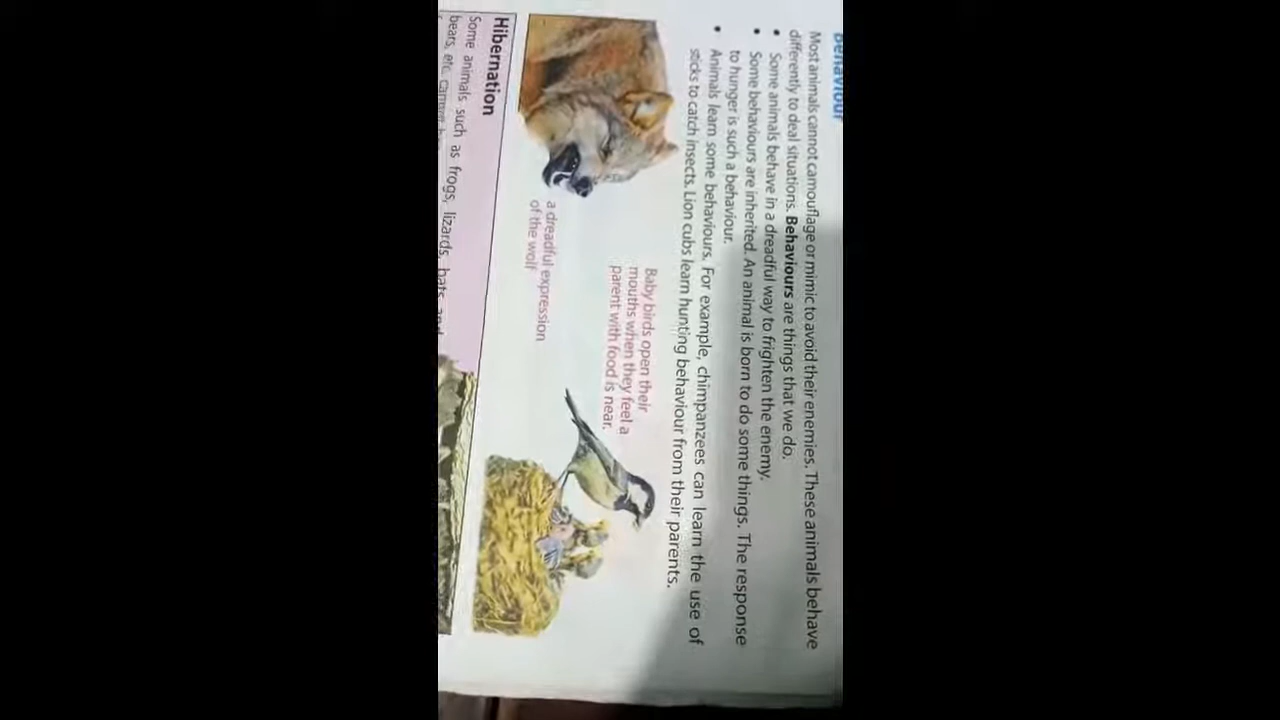 Behaviour
Most animals cannot camouflage or mimic to avoid their enemies. These animals behave
differently to deal situations. Behaviours are things that we do.
• Some animals behave in a dreadful way to frighten the enemy.
• Some behaviours are inherited. An animal is born to do some things. The response
to hunger is such a behaviour.
• Animals learn some behaviours. For example, chimpanzees can learn the use of
sticks to catch insects. Lion cubs learn hunting behaviour from their parents.
Baby birds open their
mouths when they feel a
parent with food is near.
a dreadful expression
of the wolf
Hibernation
Some animals such as frogs, lizards, bats and
bears, etc. cannot